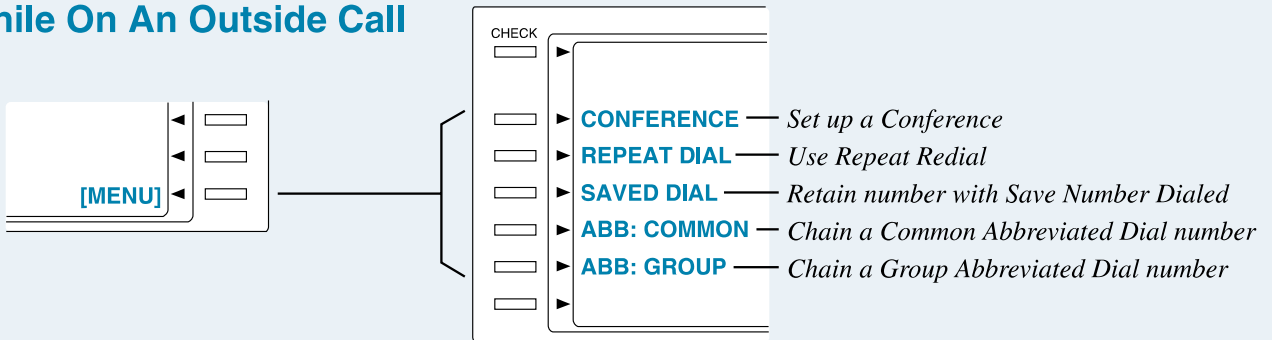 hile On An Outside Call
CHECK
[MENU]
CONFERENCE Set up a Conference
REPEAT DIAL Use Repeat Redial
SAVED DIAL Retain number with Save Number Dialed
ABB: COMMON Chain a Common Abbreviated Dial number
ABB: GROUP Chain a Group Abbreviated Dial number